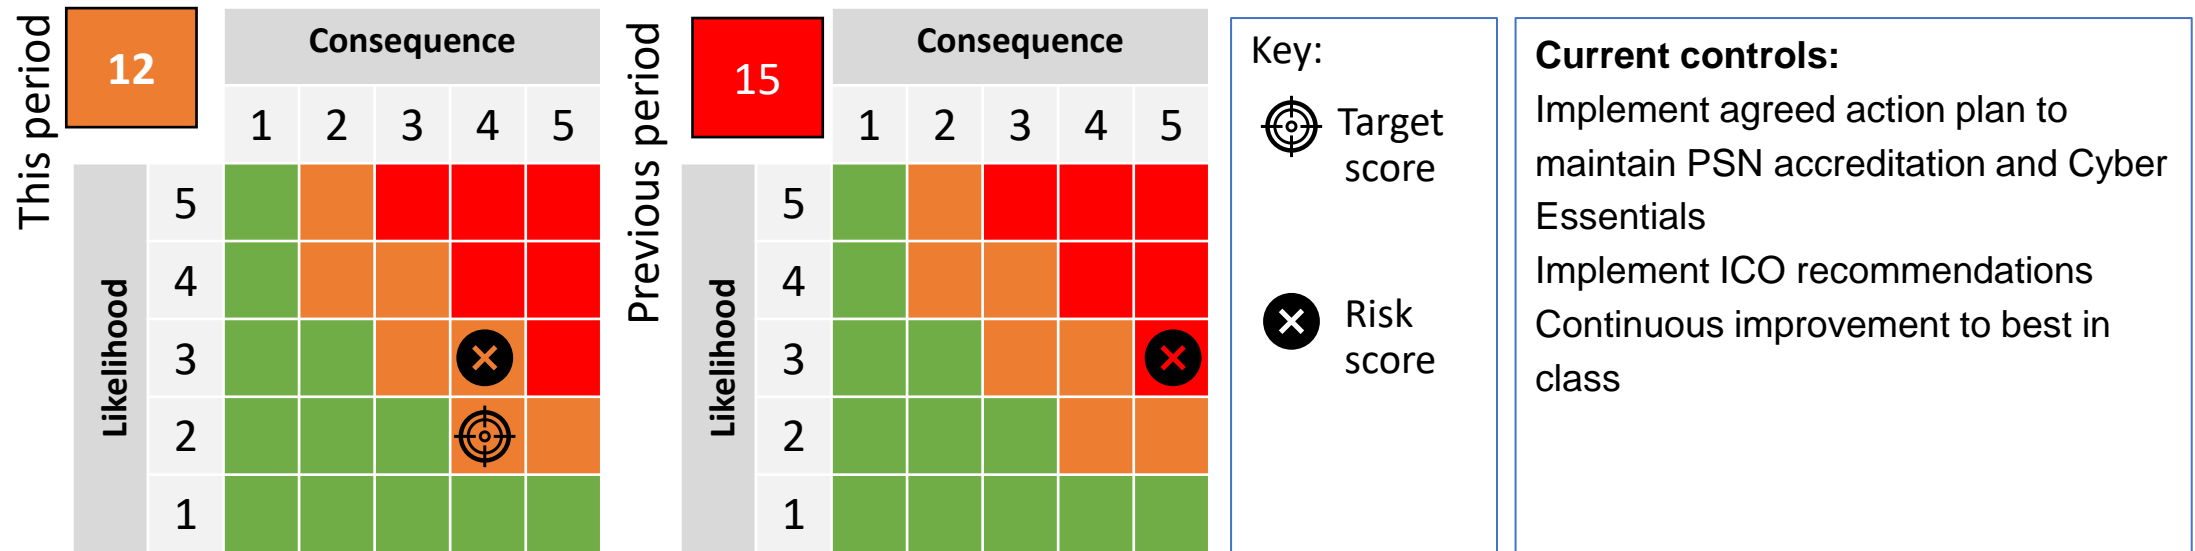 This period
12
Consequence
1 2 3 4 5
Likelihood
5
4
3
2
1
Previous period
15
Consequence
1 2 3 4 5
Likelihood
5
4
3
2
1
Key:
Target
score
Risk
score
Current controls:
Implement agreed action plan to
maintain PSN accreditation and Cyber
Essentials
Implement ICO recommendations
Continuous improvement to best in
class